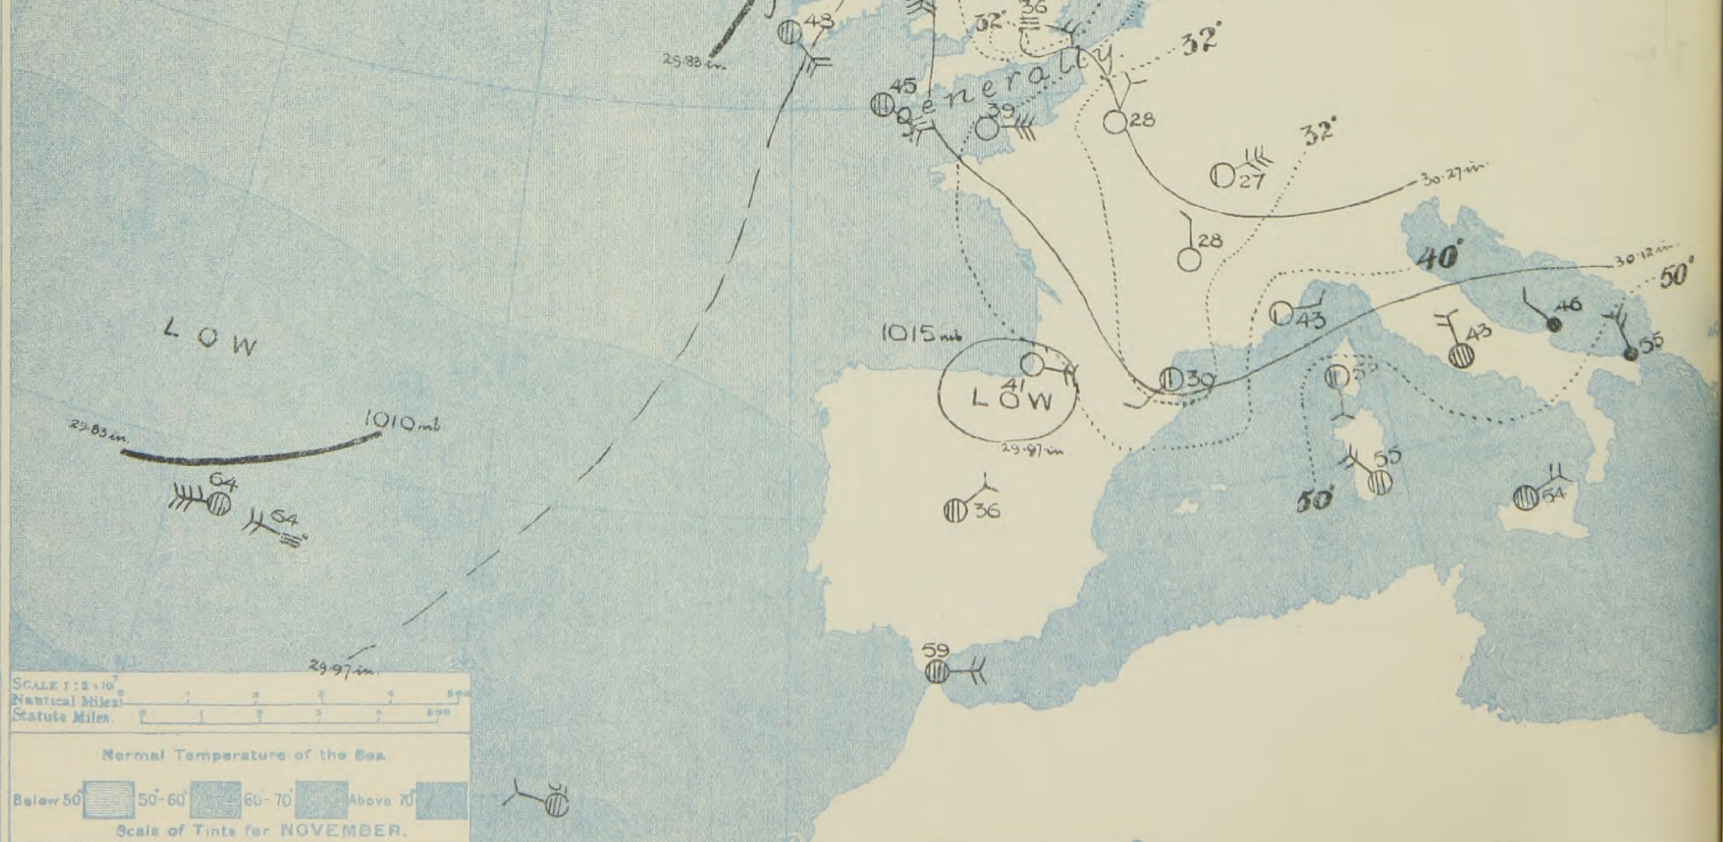 48
36
32°
32°
29.83 in.
Generally
45
39
28
32°
27
30.27 in.
28
40°
30.12 in.
50°
43
46
43
55
LOW
1015 mb
41
LOW
39
29.97 in.
1010 mb
29.83 in.
64
64
36
55
50°
54
59
29.97 in.
SCALE 1:2×10⁷
Nautical Miles
Statute Miles.
Normal Temperature of the Sea
Below 50° 50°-60° 60-70° Above 70°
Scale of Tints for NOVEMBER.